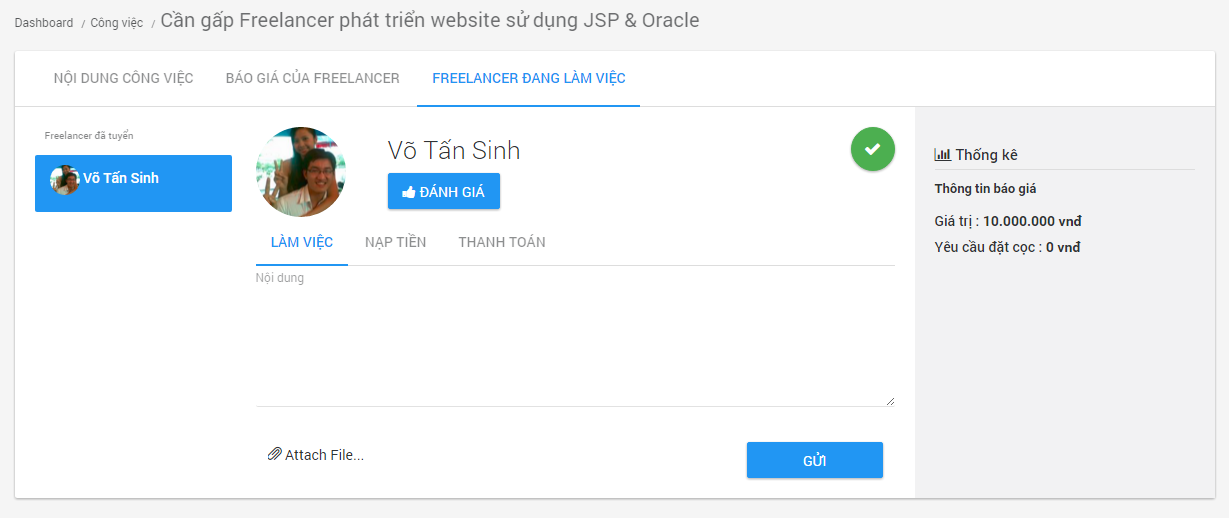 Dashboard / Công việc / Cần gấp Freelancer phát triển website sử dụng JSP & Oracle
NỘI DUNG CÔNG VIỆC BÁO GIÁ CỦA FREELANCER FREELANCER ĐANG LÀM VIỆC
Freelancer đã tuyển
Võ Tấn Sinh
Võ Tấn Sinh
ĐÁNH GIÁ
LÀM VIỆC NẠP TIỀN THANH TOÁN
Nội dung
Attach File...
GỬI
Thống kê
Thông tin báo giá
Giá trị : 10.000.000 vnđ
Yêu cầu đặt cọc : 0 vnđ